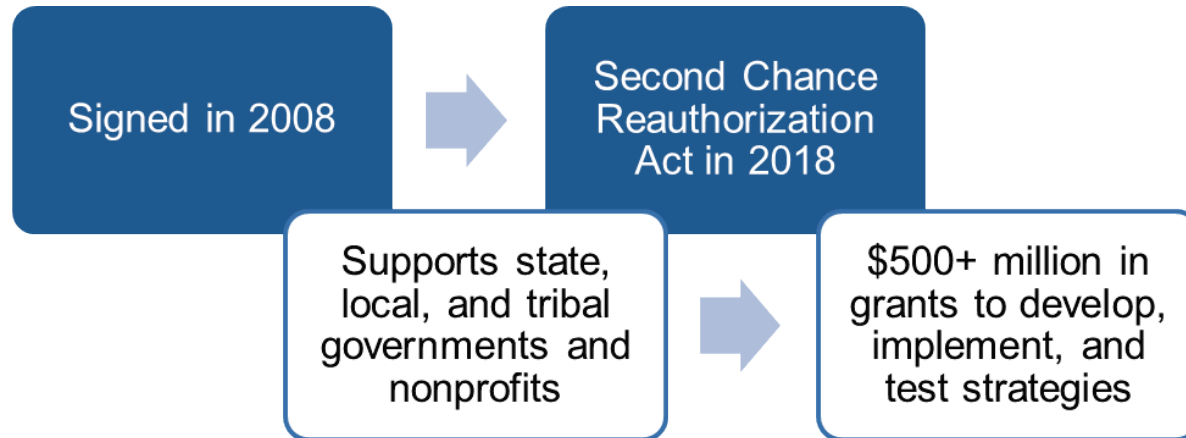 Signed in 2008
Second Chance
Reauthorization
Act in 2018
Supports state,
local, and tribal
governments and
nonprofits
$500+ million in
grants to develop,
implement, and
test strategies